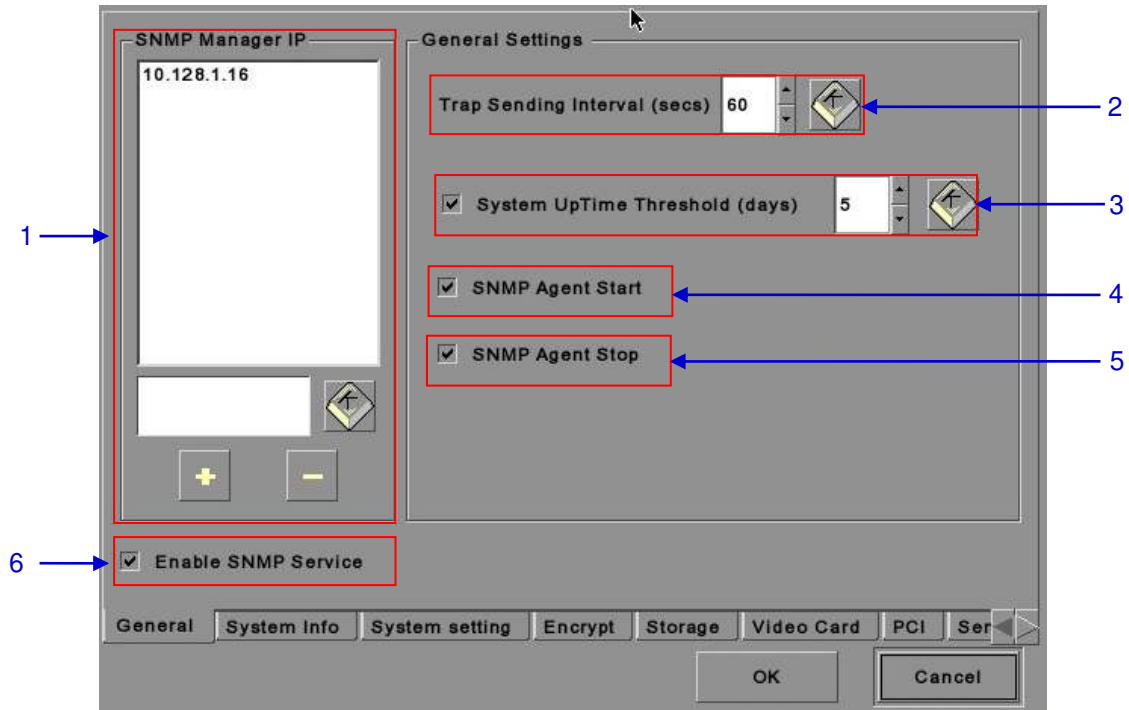 SNMP Manager IP
10.128.1.16
General Settings
Trap Sending Interval (secs) 60
2
System UpTime Threshold (days) 5
3
1
SNMP Agent Start
4
SNMP Agent Stop
5
+ −
6
Enable SNMP Service
General System Info System setting Encrypt Storage Video Card PCI Ser
OK Cancel